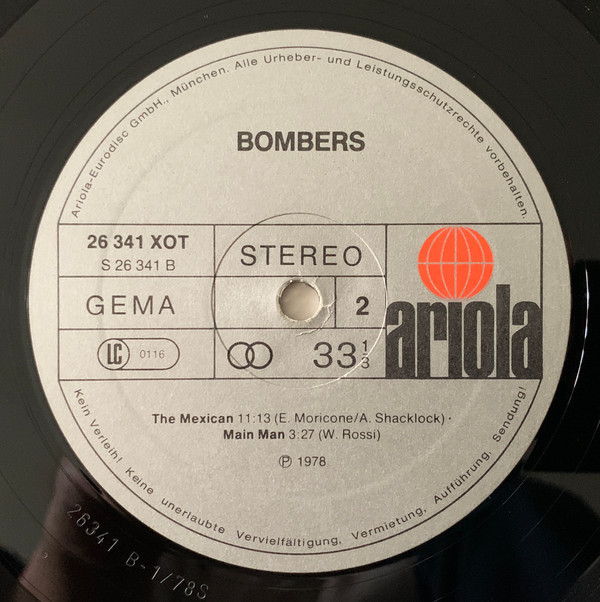 Ariola-Eurodisc GmbH., München. Alle Urheber- und Leistungsschutzrechte vorbehalten.
BOMBERS
26 341 XOT
S 26 341 B
STEREO
GEMA
2
ariola
LC 0116
33 1/3
The Mexican 11:13 (E. Moricone/A. Shacklock) ·
Main Man 3:27 (W. Rossi)
Ⓟ 1978
Kein Verleih! Keine unerlaubte Vervielfältigung, Vermietung, Aufführung, Sendung!
26341 B-1/78S